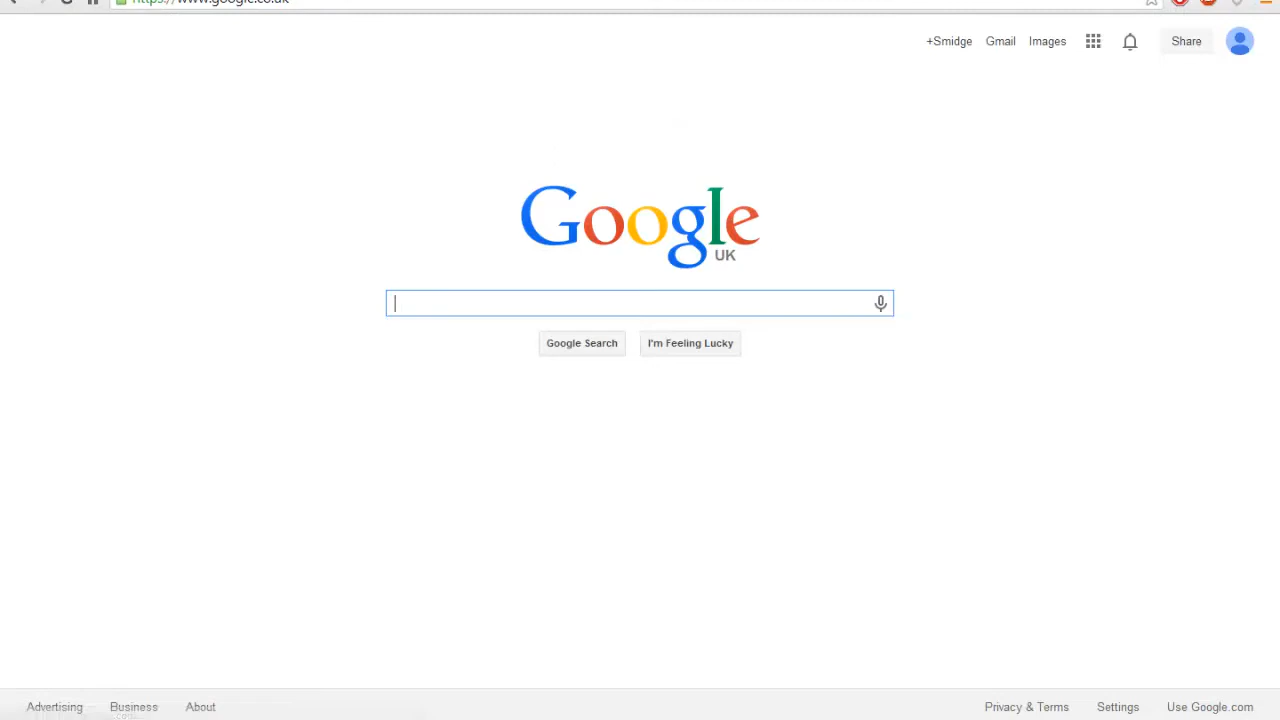 https://www.google.co.uk
+Smidge Gmail Images Share
Google
UK
Google Search I'm Feeling Lucky
Advertising Business About Privacy & Terms Settings Use Google.com